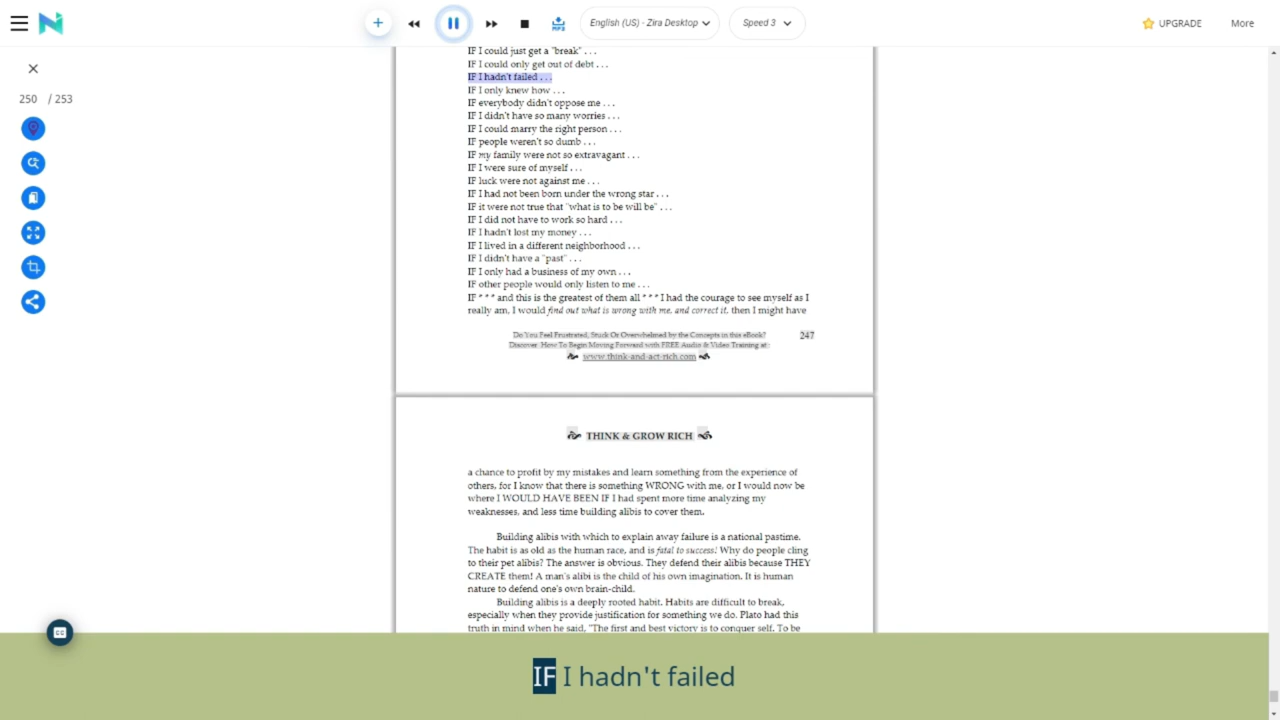 English (US) - Zira Desktop
Speed 3
UPGRADE
More
250 / 253
IF I could just get a "break" . . .
IF I could only get out of debt . . .
IF I hadn't failed . . .
IF I only knew how . . .
IF everybody didn't oppose me . . .
IF I didn't have so many worries . . .
IF I could marry the right person . . .
IF people weren't so dumb . . .
IF my family were not so extravagant . . .
IF I were sure of myself . . .
IF luck were not against me . . .
IF I had not been born under the wrong star . . .
IF it were not true that "what is to be will be" . . .
IF I did not have to work so hard . . .
IF I hadn't lost my money . . .
IF I lived in a different neighborhood . . .
IF I didn't have a "past" . . .
IF I only had a business of my own . . .
IF other people would only listen to me . . .
IF * * * and this is the greatest of them all * * * I had the courage to see myself as I
really am, I would find out what is wrong with me, and correct it, then I might have
Do You Feel Frustrated, Stuck Or Overwhelmed by the Concepts in this eBook?
247
Discover How To Begin Moving Forward with FREE Audio & Video Training at:
www.think-and-act-rich.com
THINK & GROW RICH
a chance to profit by my mistakes and learn something from the experience of
others, for I know that there is something WRONG with me, or I would now be
where I WOULD HAVE BEEN IF I had spent more time analyzing my
weaknesses, and less time building alibis to cover them.
Building alibis with which to explain away failure is a national pastime.
The habit is as old as the human race, and is fatal to success! Why do people cling
to their pet alibis? The answer is obvious. They defend their alibis because THEY
CREATE them! A man's alibi is the child of his own imagination. It is human
nature to defend one's own brain-child.
Building alibis is a deeply rooted habit. Habits are difficult to break,
especially when they provide justification for something we do. Plato had this
truth in mind when he said, "The first and best victory is to conquer self. To be
CC
IF I hadn't failed